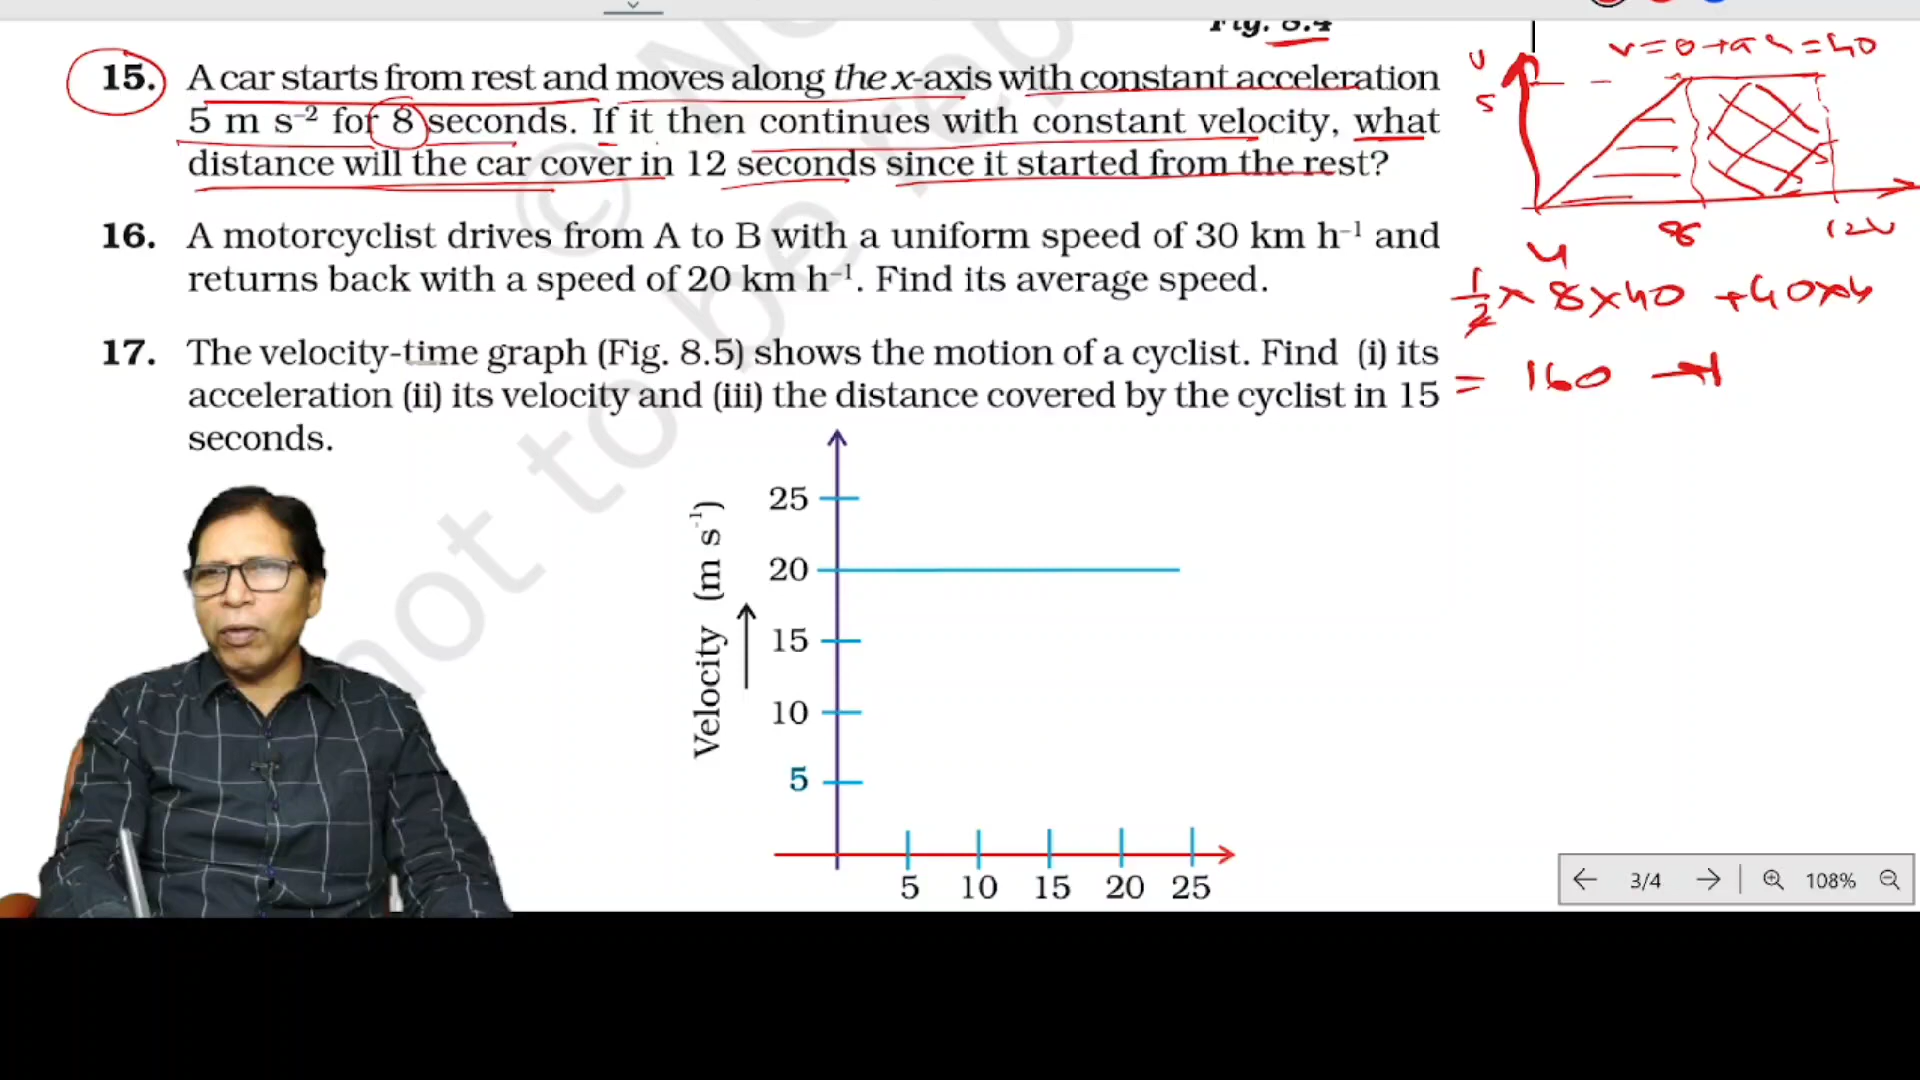 Fig. 8.4
15. A car starts from rest and moves along the x-axis with constant acceleration
5 m s⁻² for 8 seconds. If it then continues with constant velocity, what
distance will the car cover in 12 seconds since it started from the rest?
16. A motorcyclist drives from A to B with a uniform speed of 30 km h⁻¹ and
returns back with a speed of 20 km h⁻¹. Find its average speed.
17. The velocity-time graph (Fig. 8.5) shows the motion of a cyclist. Find (i) its
acceleration (ii) its velocity and (iii) the distance covered by the cyclist in 15
seconds.
8
4
1/2 × 8×40 +40×4
= 160
Velocity (m s⁻¹)
25
20
15
10
5
5 10 15 20 25
© No
not to be rep
3/4
108%